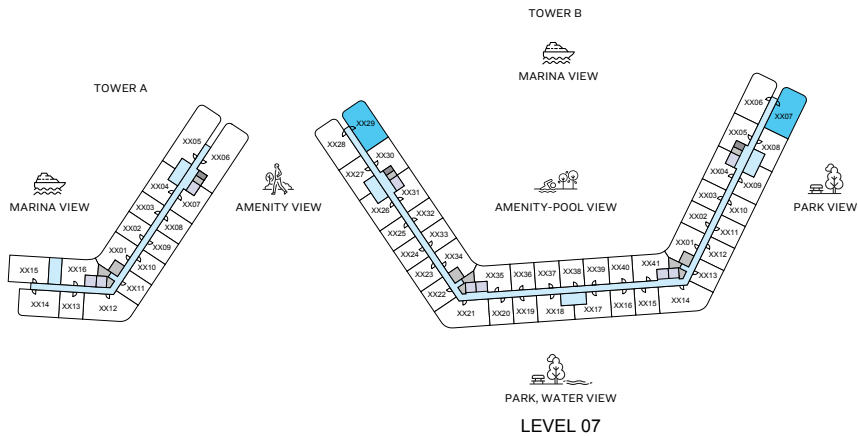 TOWER B
MARINA VIEW
TOWER A
MARINA VIEW
AMENITY VIEW
AMENITY-POOL VIEW
PARK VIEW
XX05
XX06
XX04
XX07
XX03
XX08
XX02
XX09
XX01
XX10
XX15
XX16
XX11
XX14
XX13
XX12
XX29
XX28
XX30
XX27
XX31
XX26
XX32
XX25
XX33
XX24
XX34
XX23
XX22
XX35
XX36
XX37
XX38
XX39
XX40
XX41
XX21
XX20
XX19
XX18
XX17
XX16
XX15
XX14
XX06
XX07
XX05
XX08
XX04
XX09
XX03
XX10
XX02
XX11
XX01
XX12
XX13
PARK, WATER VIEW
LEVEL 07